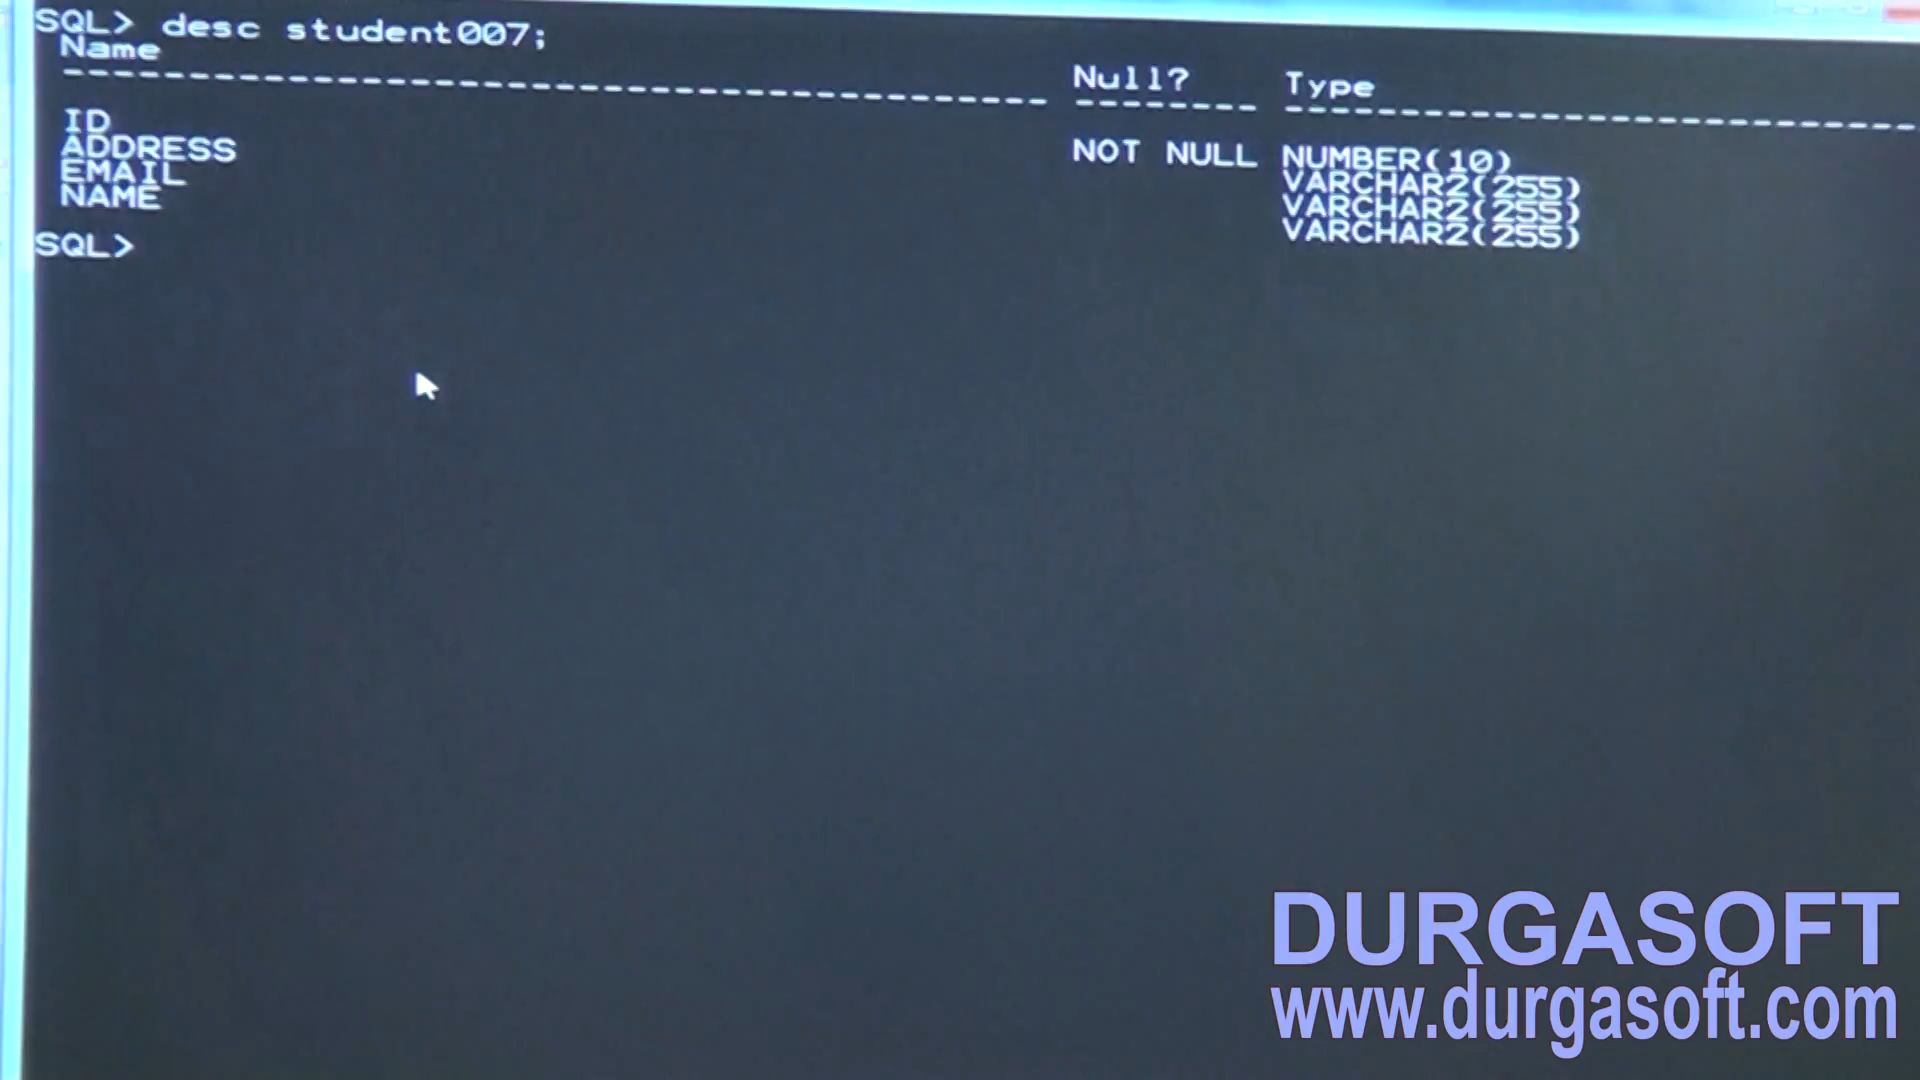 SQL> desc student007;
Name Null? Type
ID NOT NULL NUMBER(10)
ADDRESS VARCHAR2(255)
EMAIL VARCHAR2(255)
NAME VARCHAR2(255)
SQL>
DURGASOFT
www.durgasoft.com